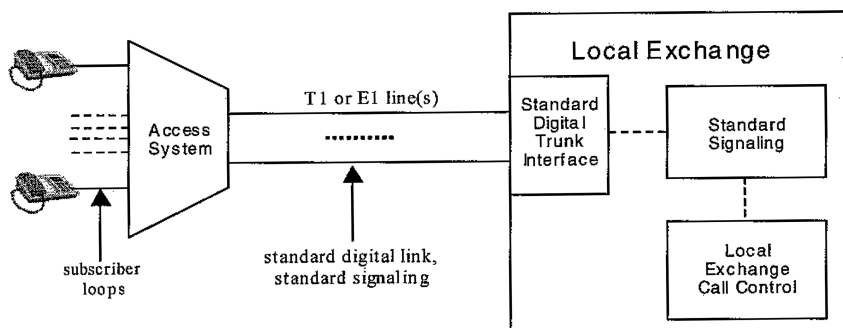 Local Exchange
T1 or E1 line(s)
Access
System
Standard
Digital
Trunk
Interface
Standard
Signaling
subscriber
loops
standard digital link,
standard signaling
Local
Exchange
Call Control